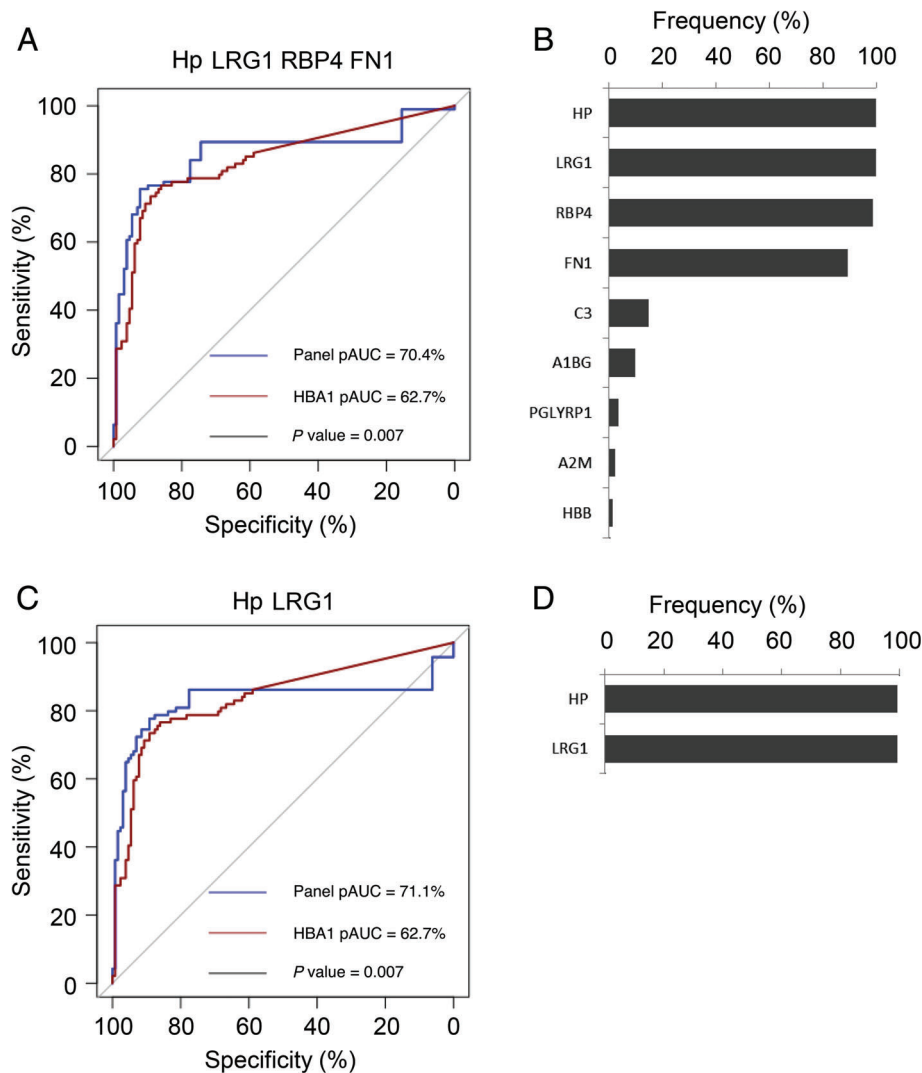 A
Hp LRG1 RBP4 FN1
100
80
60
40
20
0
Sensitivity (%)
Panel pAUC = 70.4%
HBA1 pAUC = 62.7%
P value = 0.007
100 80 60 40 20 0
Specificity (%)
B
Frequency (%)
0 20 40 60 80 100
HP
LRG1
RBP4
FN1
C3
A1BG
PGLYRP1
A2M
HBB
C
Hp LRG1
100
80
60
40
20
0
Sensitivity (%)
Panel pAUC = 71.1%
HBA1 pAUC = 62.7%
P value = 0.007
100 80 60 40 20 0
Specificity (%)
D
Frequency (%)
0 20 40 60 80 100
HP
LRG1